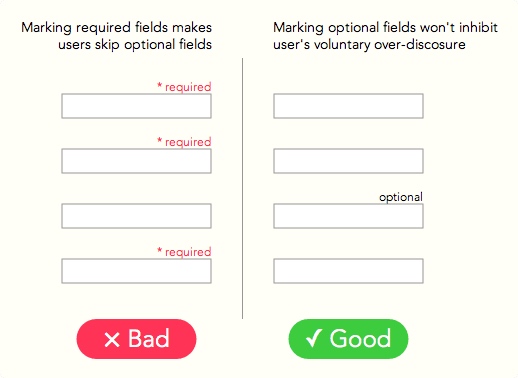 Marking required fields makes
users skip optional fields
* required
* required
* required
✕ Bad
Marking optional fields won't inhibit
user's voluntary over-discosure
optional
✓ Good